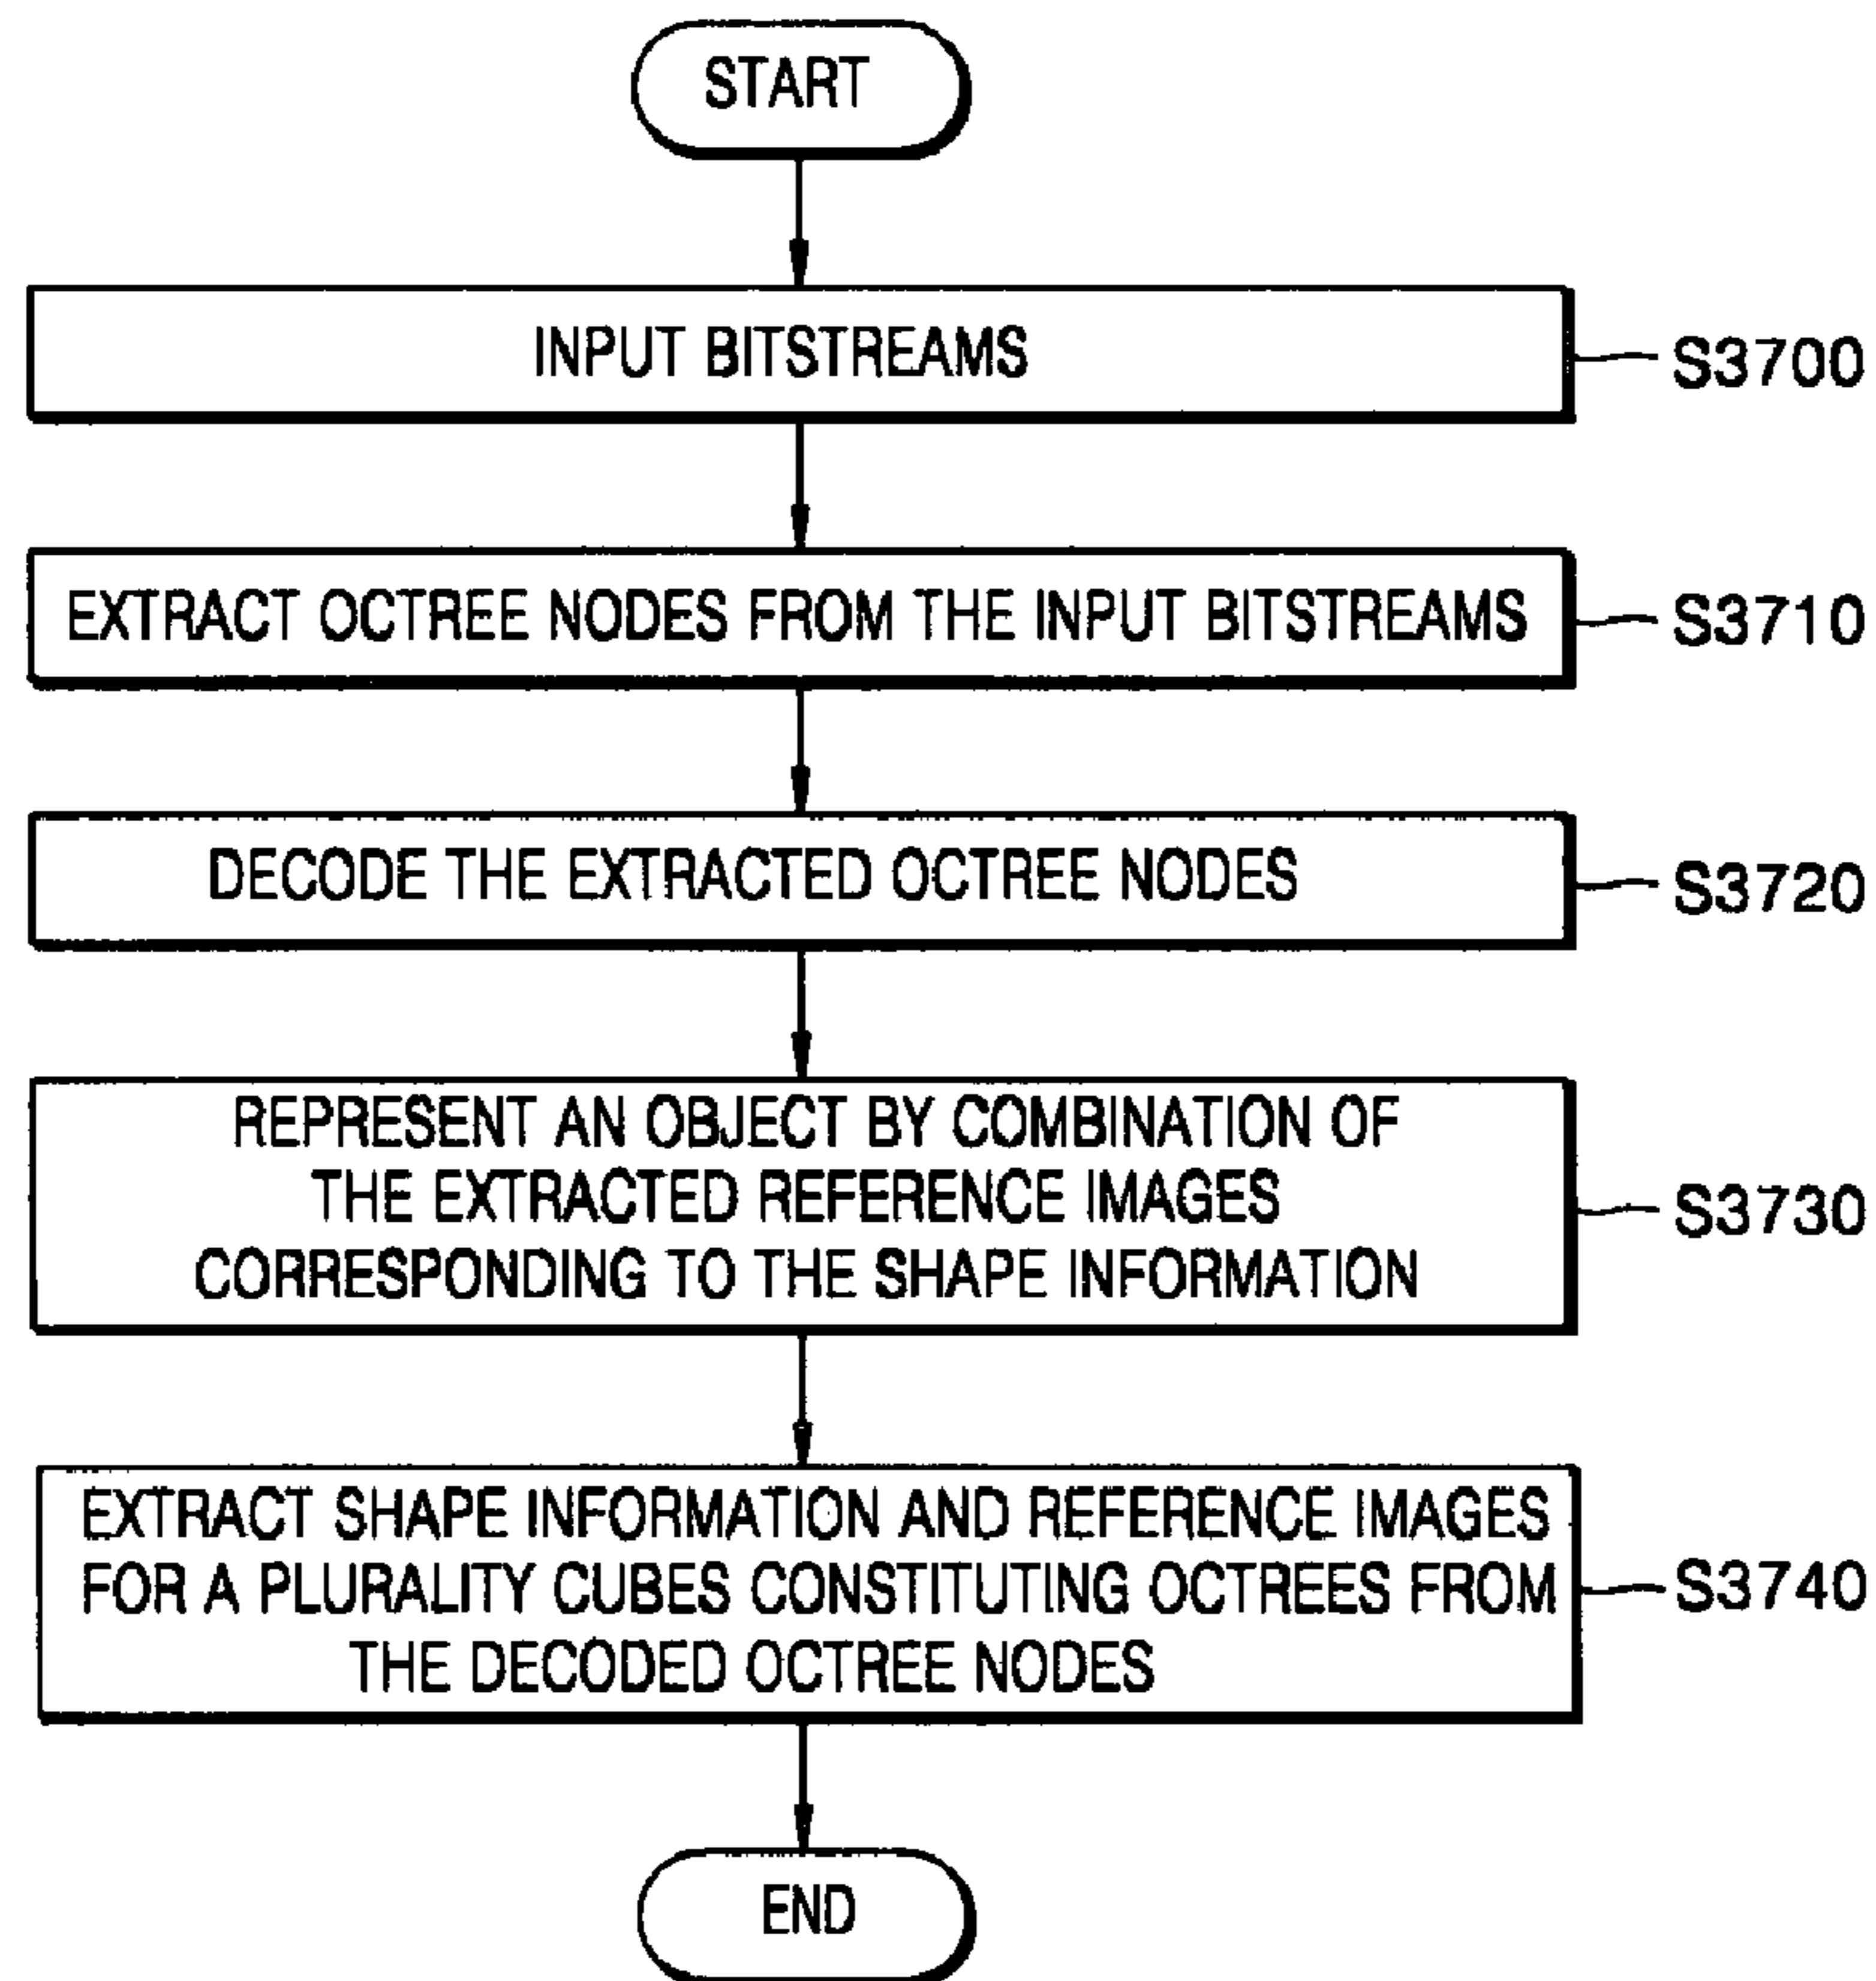 START
INPUT BITSTREAMS
S3700
EXTRACT OCTREE NODES FROM THE INPUT BITSTREAMS
S3710
DECODE THE EXTRACTED OCTREE NODES
S3720
REPRESENT AN OBJECT BY COMBINATION OF
THE EXTRACTED REFERENCE IMAGES
CORRESPONDING TO THE SHAPE INFORMATION
S3730
EXTRACT SHAPE INFORMATION AND REFERENCE IMAGES
FOR A PLURALITY CUBES CONSTITUTING OCTREES FROM
THE DECODED OCTREE NODES
S3740
END